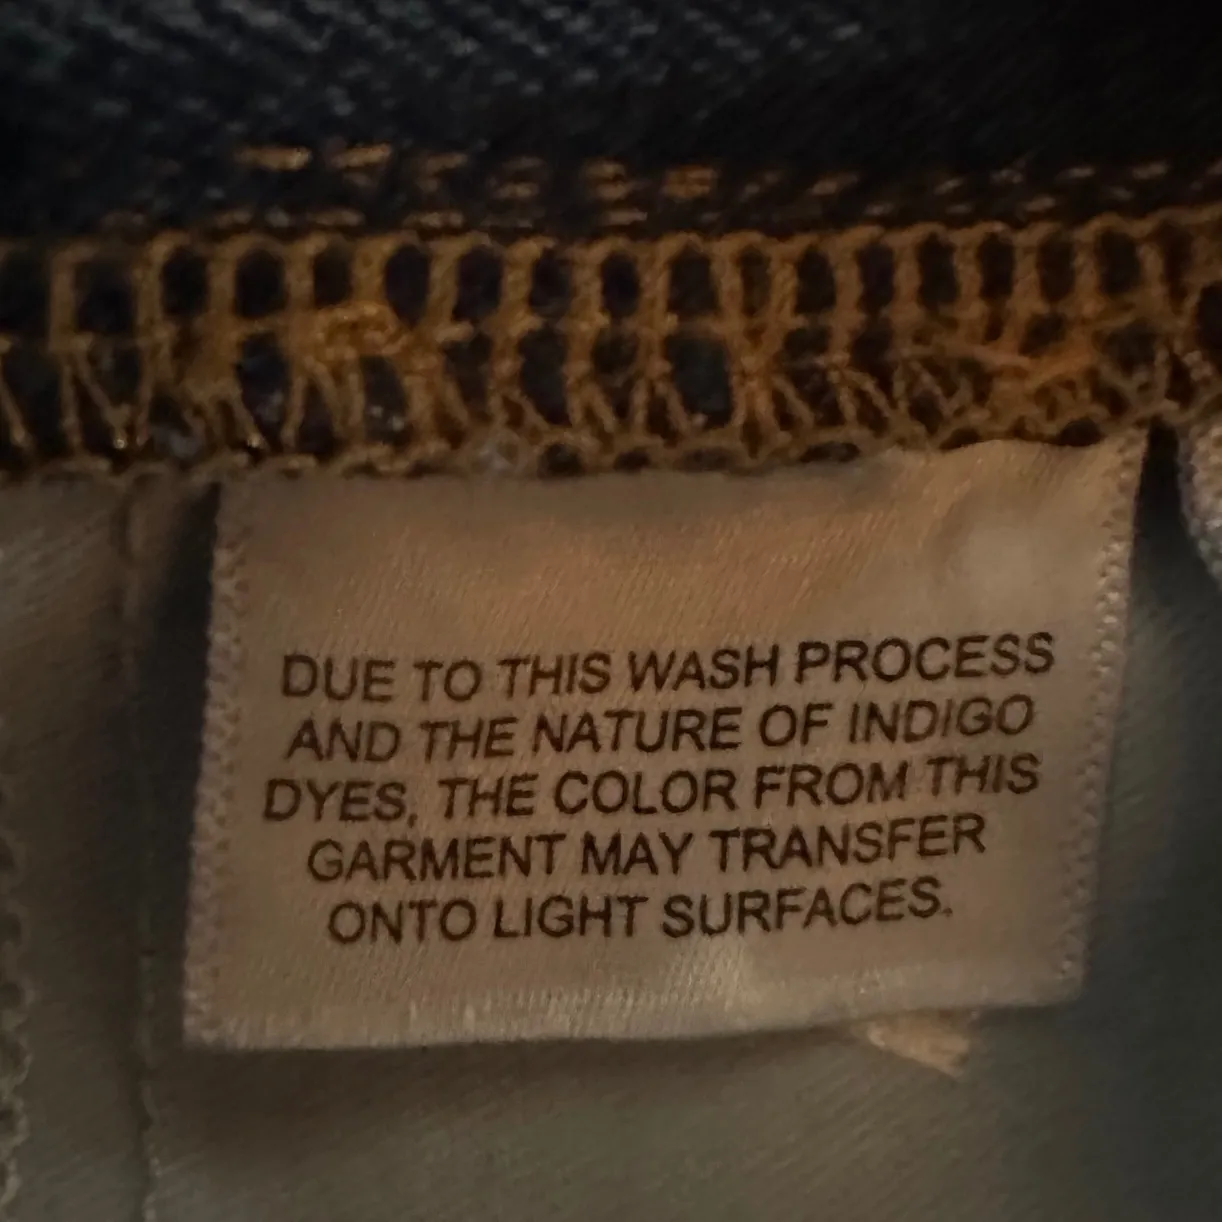 DUE TO THIS WASH PROCESS
AND THE NATURE OF INDIGO
DYES, THE COLOR FROM THIS
GARMENT MAY TRANSFER
ONTO LIGHT SURFACES.